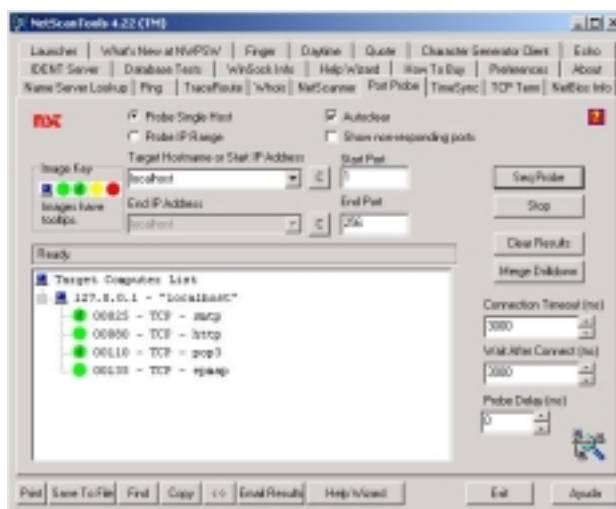 NetScanTools 4.22 (TM)
Launcher What's New at NWPSW Finger Daytime Quote Character Generator Client Echo
IDENT Server Database Tests WinSock Info Help Wizard How To Buy Preferences About
Name Server Lookup Ping TraceRoute Whois NetScanner Port Probe TimeSync TCP Term NetBios Info
nst
Probe Single Host
Autoclear
?
Probe IP Range
Show non-responding ports
Image Key
Images have
tooltips.
Target Hostname or Start IP Address
Start Port
localhost
C
1
Seq Probe
End IP Address
End Port
Stop
localhost
C
256
Clear Results
Ready
Merge Database
Target Computer List
127.0.0.1 - "localhost"
00025 - TCP - smtp
00080 - TCP - http
00110 - TCP - pop3
00135 - TCP - epmap
Connection Timeout (ms)
3000
Wait After Connect (ms)
3000
Probe Delay (ms)
0
Print Save To File Find Copy <-> Email Results Help Wizard Exit Ayuda